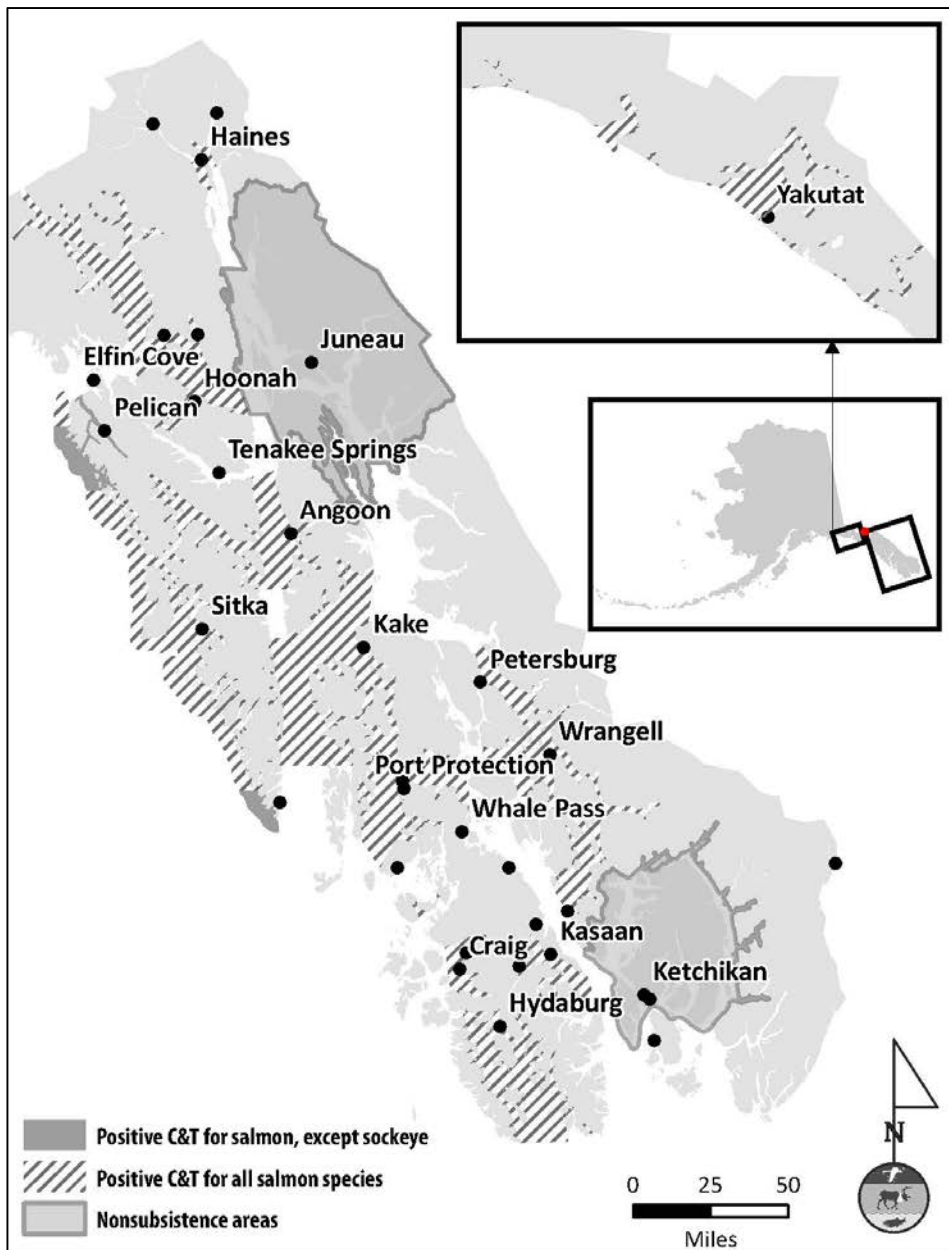 Haines
Yakutat
Juneau
Elfin Cove
Hoonah
Pelican
Tenakee Springs
Angoon
Sitka
Kake
Petersburg
Wrangell
Port Protection
Whale Pass
Kasaan
Craig
Ketchikan
Hydaburg
Positive C&T for salmon, except sockeye
Positive C&T for all salmon species
Nonsubsistence areas
0 25 50
Miles
N